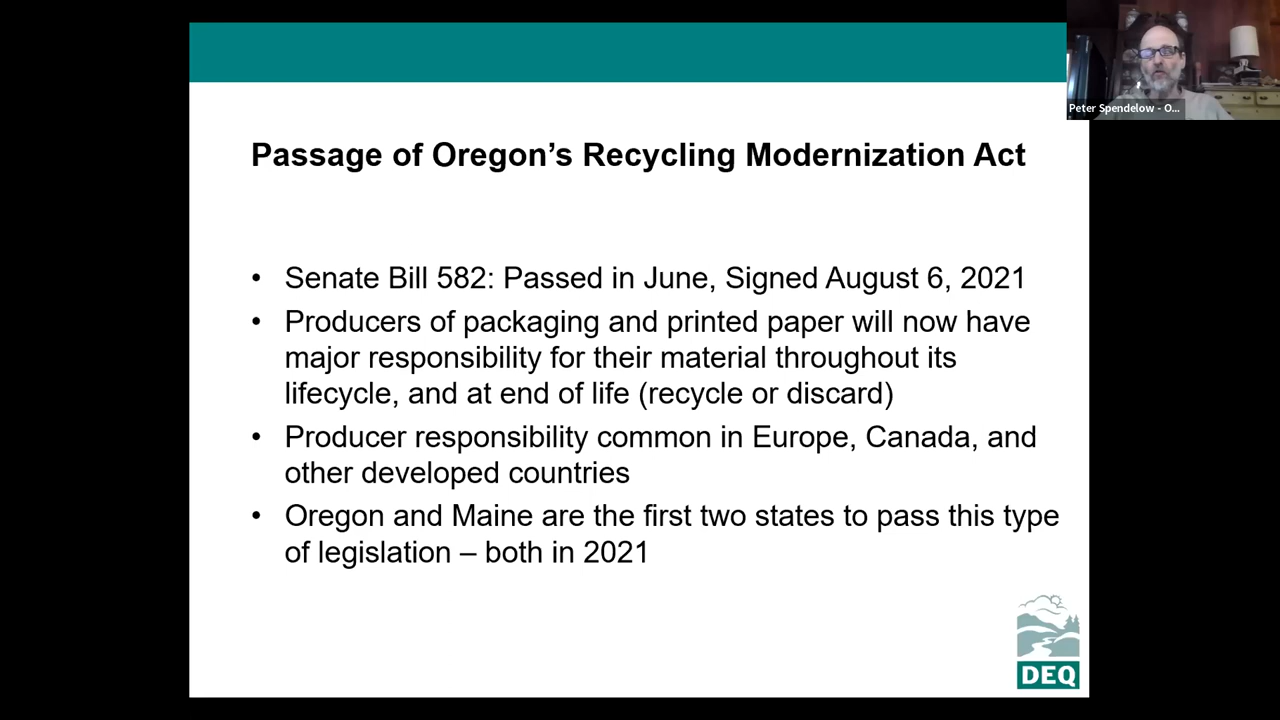 Peter Spendelow - O...
Passage of Oregon’s Recycling Modernization Act
• Senate Bill 582: Passed in June, Signed August 6, 2021
• Producers of packaging and printed paper will now have
major responsibility for their material throughout its
lifecycle, and at end of life (recycle or discard)
• Producer responsibility common in Europe, Canada, and
other developed countries
• Oregon and Maine are the first two states to pass this type
of legislation – both in 2021
DEQ